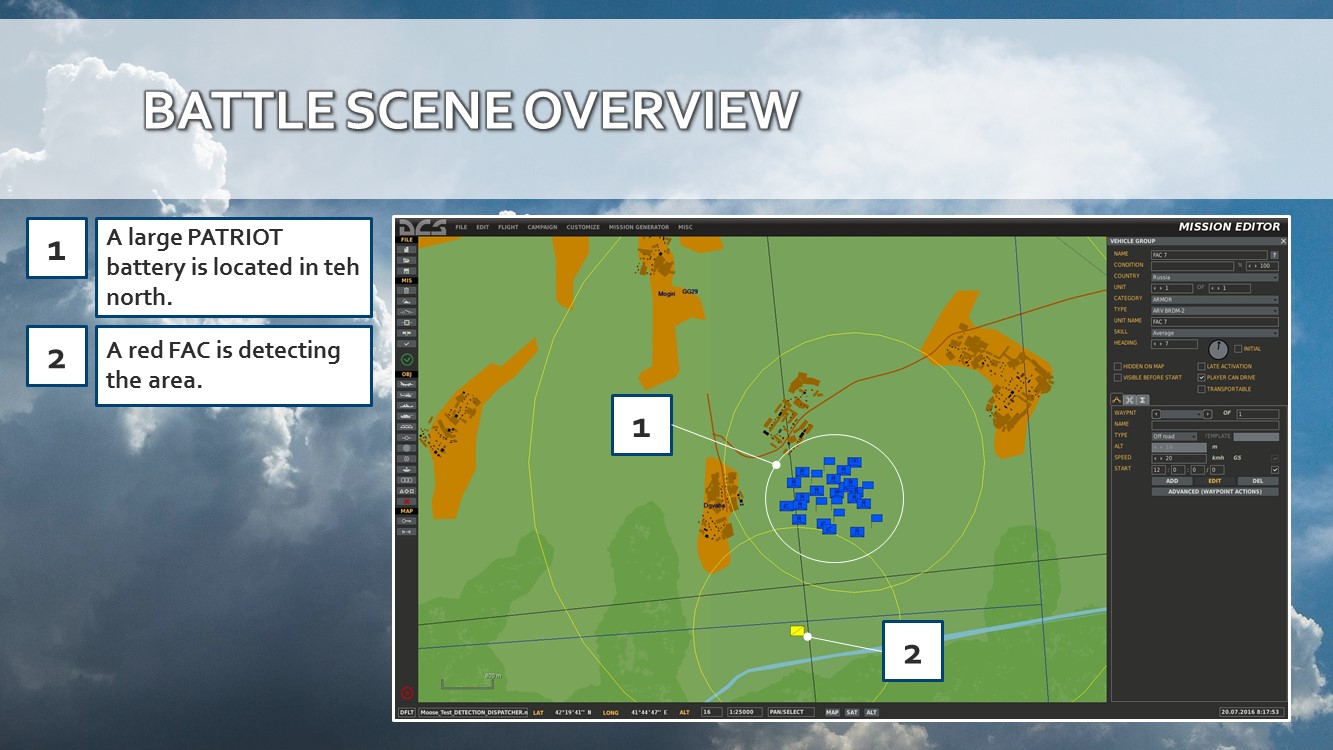 BATTLE SCENE OVERVIEW
1
A large PATRIOT
battery is located in teh
north.
2
A red FAC is detecting
the area.
DCS
FILE EDIT FLIGHT CAMPAIGN CUSTOMIZE MISSION GENERATOR MISC
MISSION EDITOR
FILE
MIS
OBJ
MAP
Mogiri GG29
1
2
800 m
VEHICLE GROUP
NAME FAC 7 ?
CONDITION % < > 100
COUNTRY Russia
UNIT < > 1 OF < > 1
CATEGORY ARMOR
TYPE ARV BRDM-2
UNIT NAME FAC 7
SKILL Average
HEADING < > 7
INITIAL
HIDDEN ON MAP LATE ACTIVATION
VISIBLE BEFORE START PLAYER CAN DRIVE
TRANSPORTABLE
WAYPNT OF 1
NAME
TYPE Off road TEMPLATE
ALT m
SPEED < > 20 kmh GS
START 12 : 0 : 0 / 0
ADD EDIT DEL
ADVANCED (WAYPOINT ACTIONS)
DFLT Moose_Test_DETECTION_DISPATCHER.m LAT 42°19'41" N LONG 41°44'47" E ALT 16 1:25000 PAN/SELECT MAP SAT ALT 20.07.2016 8:17:53